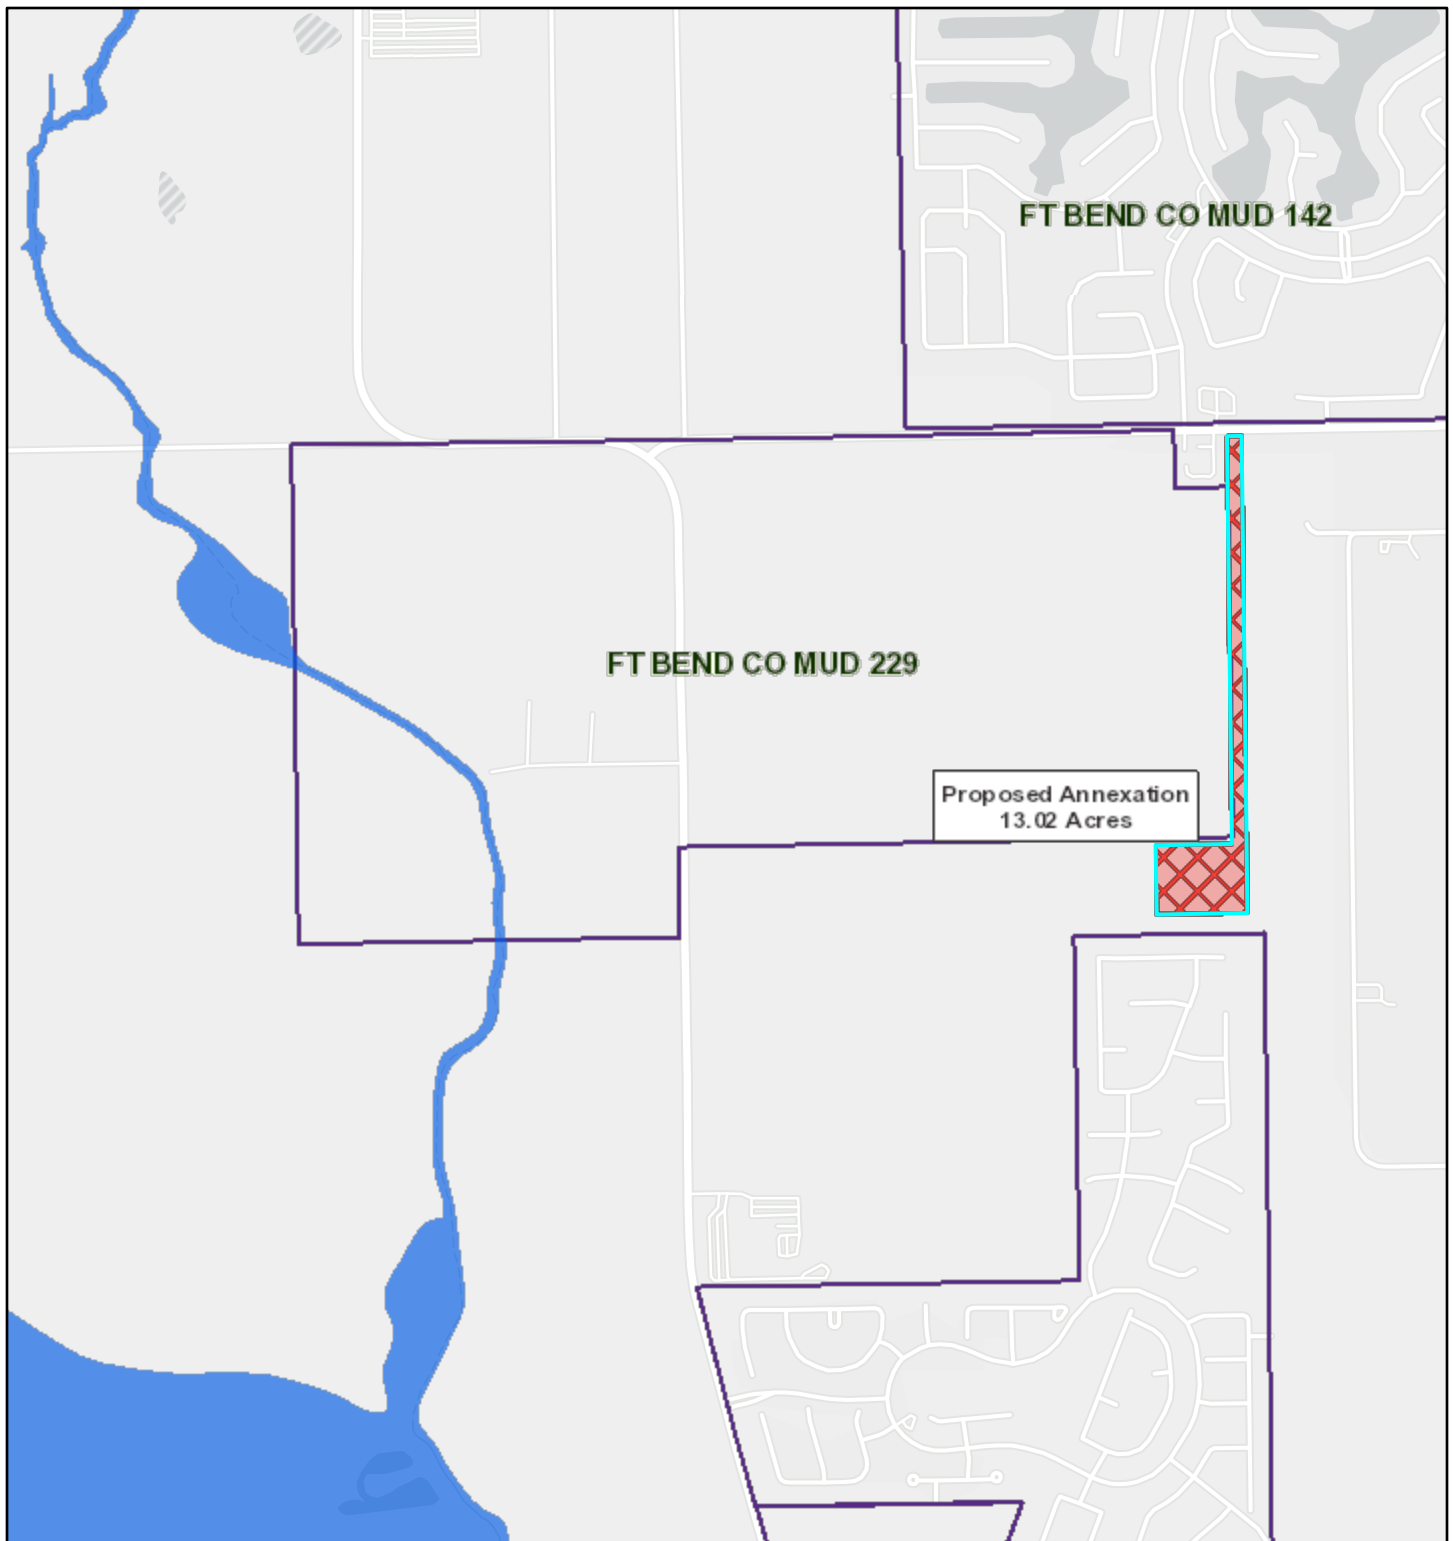 FT BEND CO MUD 142
FT BEND CO MUD 229
Proposed Annexation
13.02 Acres